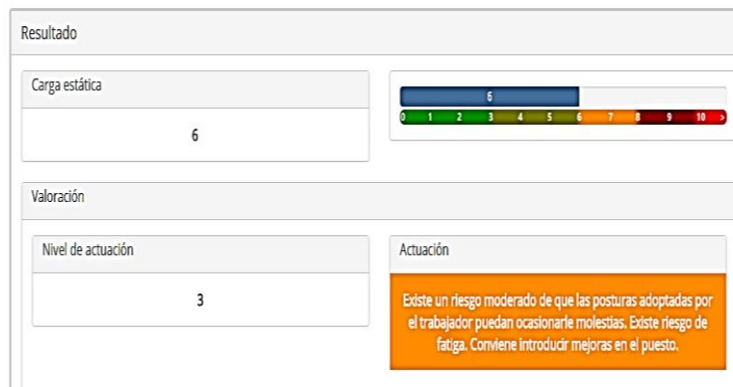 Resultado
Carga estática
6
6
0 1 2 3 4 5 6 7 8 9 10 >
Valoración
Nivel de actuación
3
Actuación
Existe un riesgo moderado de que las posturas adoptadas por
el trabajador puedan ocasionarle molestias. Existe riesgo de
fatiga. Conviene introducir mejoras en el puesto.